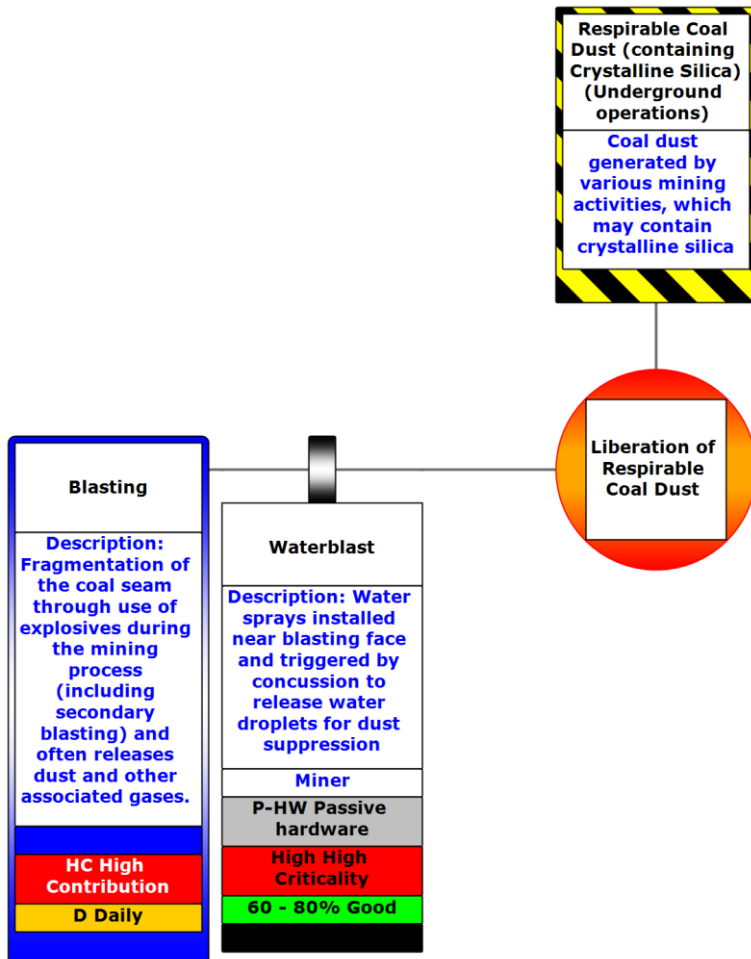 Respirable Coal
Dust (containing
Crystalline Silica)
(Underground
operations)
Coal dust
generated by
various mining
activities, which
may contain
crystalline silica
Liberation of
Respirable
Coal Dust
Blasting
Description:
Fragmentation of
the coal seam
through use of
explosives during
the mining
process
(including
secondary
blasting) and
often releases
dust and other
associated gases.
HC High
Contribution
D Daily
Waterblast
Description: Water
sprays installed
near blasting face
and triggered by
concussion to
release water
droplets for dust
suppression
Miner
P-HW Passive
hardware
High High
Criticality
60 - 80% Good